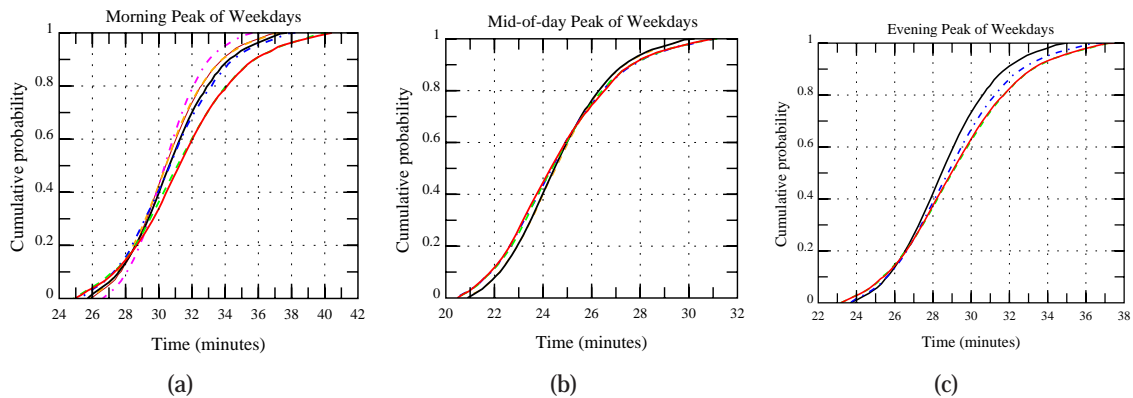 Morning Peak of Weekdays
Cumulative probability
1
0.8
0.6
0.4
0.2
0
24 26 28 30 32 34 36 38 40 42
Time (minutes)
(a)
Mid-of-day Peak of Weekdays
Cumulative probability
1
0.8
0.6
0.4
0.2
0
20 22 24 26 28 30 32
Time (minutes)
(b)
Evening Peak of Weekdays
Cumulative probability
1
0.8
0.6
0.4
0.2
0
22 24 26 28 30 32 34 36 38
Time (minutes)
(c)